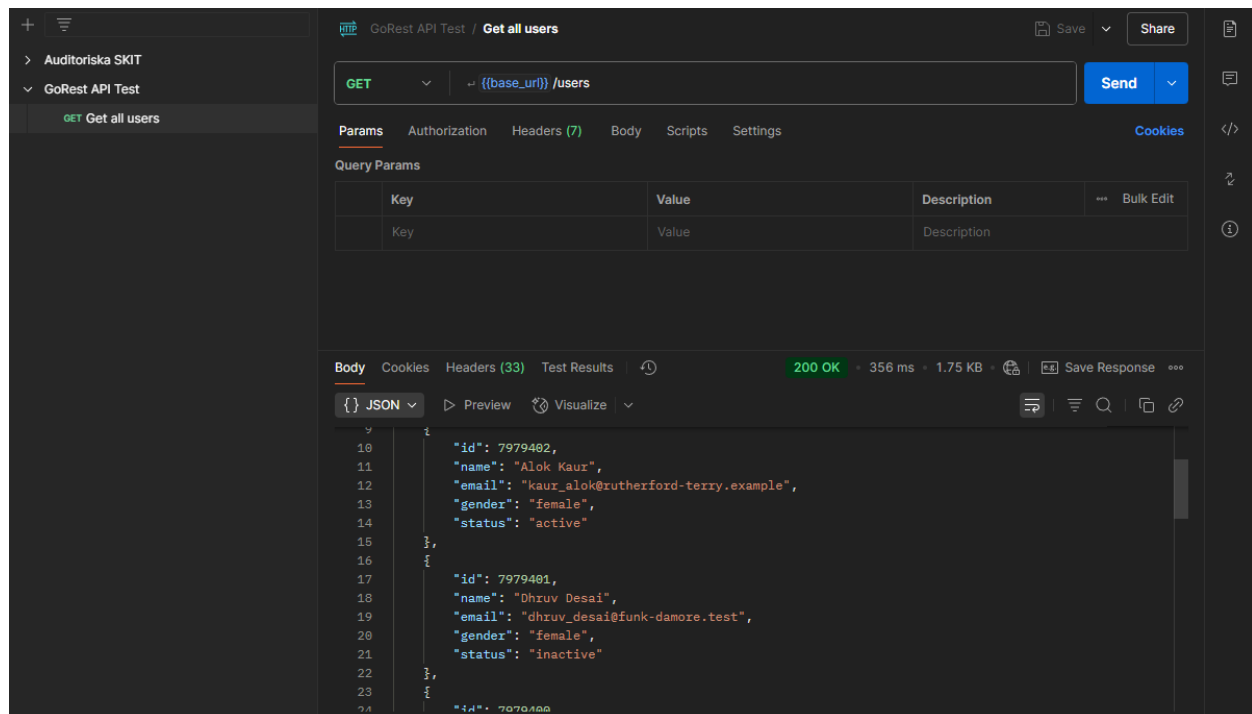 GoRest API Test / Get all users
Save
Share
Auditoriska SKIT
GoRest API Test
GET Get all users
GET
{{base_url}} /users
Send
Params Authorization Headers (7) Body Scripts Settings Cookies
Query Params
Key Value Description Bulk Edit
Key Value Description
Body Cookies Headers (33) Test Results 200 OK 356 ms 1.75 KB e.g. Save Response
{} JSON Preview Visualize
9 {
10 "id": 7979402,
11 "name": "Alok Kaur",
12 "email": "kaur_alok@rutherford-terry.example",
13 "gender": "female",
14 "status": "active"
15 },
16 {
17 "id": 7979401,
18 "name": "Dhruv Desai",
19 "email": "dhruv_desai@funk-damore.test",
20 "gender": "female",
21 "status": "inactive"
22 },
23 {
24 "id": 7979400